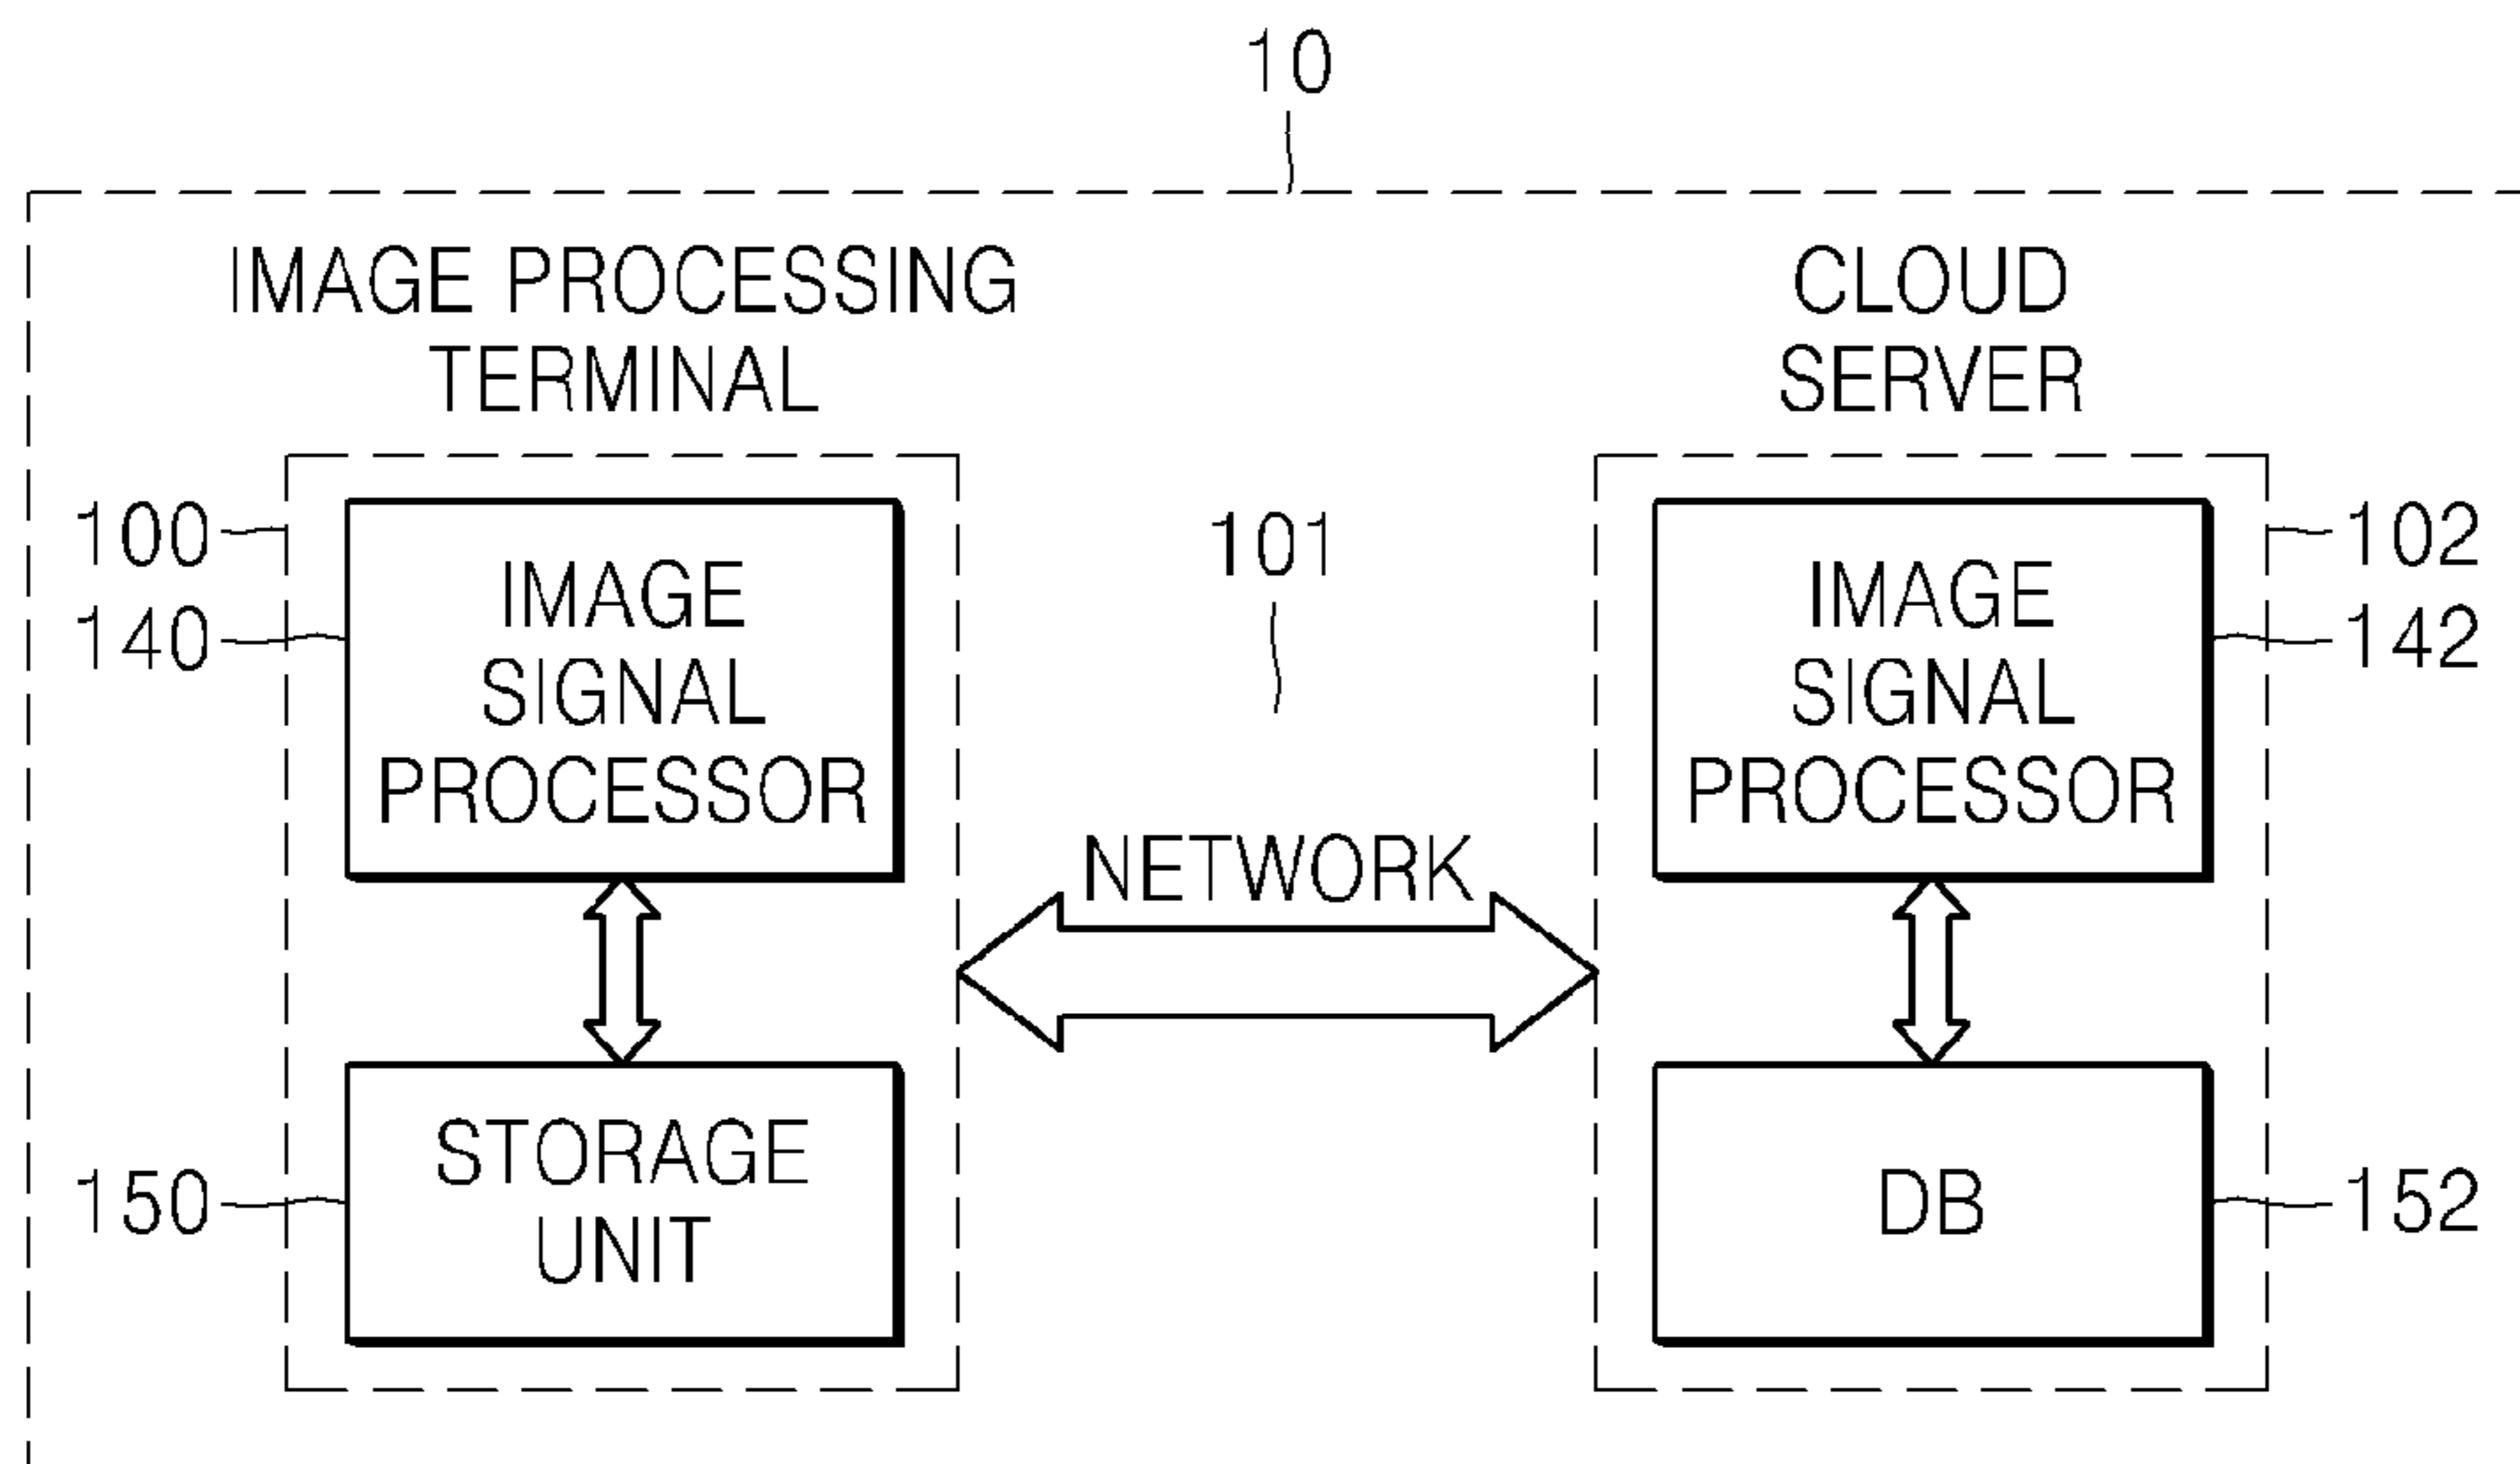 10
IMAGE PROCESSING
TERMINAL
CLOUD
SERVER
100
140
IMAGE
SIGNAL
PROCESSOR
101
NETWORK
102
142
IMAGE
SIGNAL
PROCESSOR
150
STORAGE
UNIT
DB
152